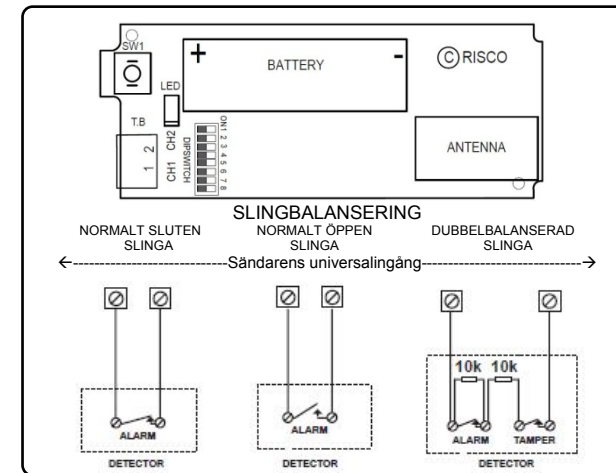 SW1
+ BATTERY -
© RISCO
LED
T.B
1 2
CH1 CH2
DIPSWITCH
ON 1 2 3 4 5 6 7 8
ANTENNA
SLINGBALANSERING
NORMALT SLUTEN SLINGA
NORMALT ÖPPEN SLINGA
DUBBELBALANSERAD SLINGA
←-----------------------Sändarens universalingång-----------------------→
ALARM
DETECTOR
ALARM
DETECTOR
10k 10k
ALARM TAMPER
DETECTOR